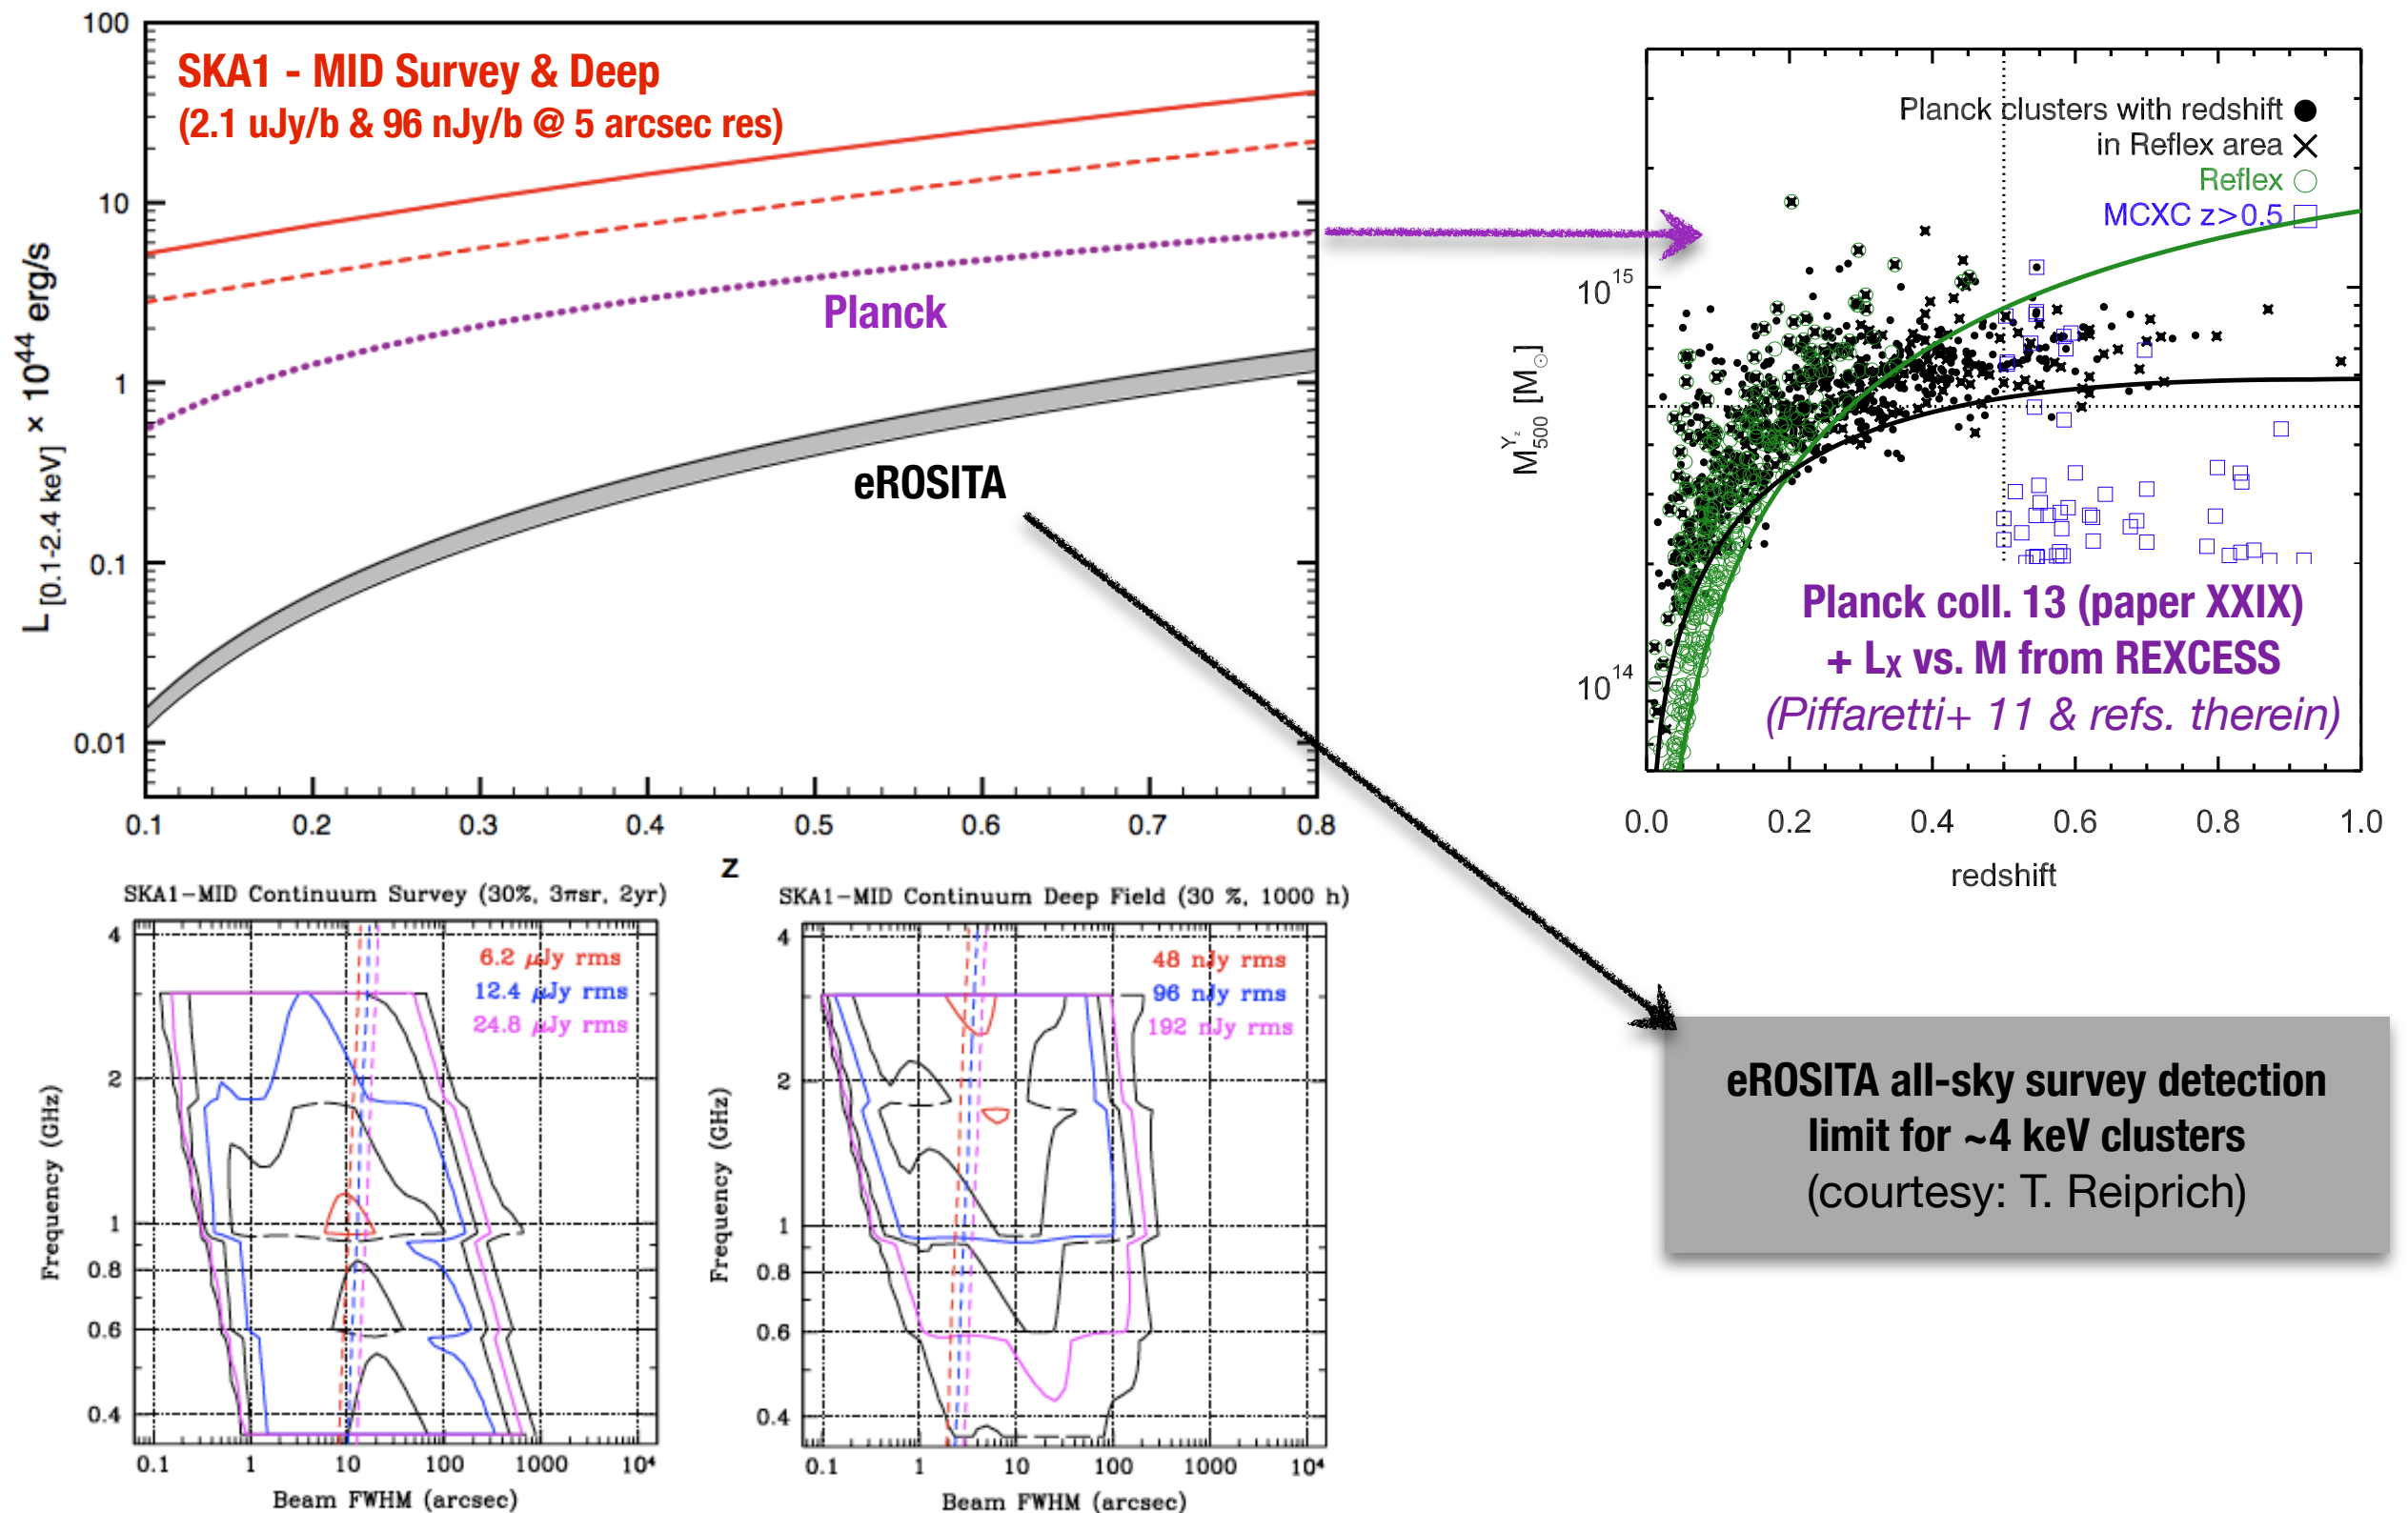 SKA1 - MID Survey & Deep
(2.1 uJy/b & 96 nJy/b @ 5 arcsec res)
Planck
eROSITA
L [0.1-2.4 keV] × 10^44 erg/s
100
10
1
0.1
0.01
0.1 0.2 0.3 0.4 0.5 0.6 0.7 0.8
z
Planck clusters with redshift
in Reflex area
Reflex
MCXC z>0.5
M^Yz_500 [M⊙]
10^15
10^14
Planck coll. 13 (paper XXIX)
+ LX vs. M from REXCESS
(Piffaretti+ 11 & refs. therein)
0.0 0.2 0.4 0.6 0.8 1.0
redshift
SKA1-MID Continuum Survey (30%, 3πsr, 2yr)
6.2 μJy rms
12.4 μJy rms
24.8 μJy rms
Frequency (GHz)
4
2
1
0.8
0.6
0.4
0.1 1 10 100 1000 10^4
Beam FWHM (arcsec)
SKA1-MID Continuum Deep Field (30 %, 1000 h)
48 nJy rms
96 nJy rms
192 nJy rms
Frequency (GHz)
4
2
1
0.8
0.6
0.4
0.1 1 10 100 1000 10^4
Beam FWHM (arcsec)
eROSITA all-sky survey detection
limit for ~4 keV clusters
(courtesy: T. Reiprich)